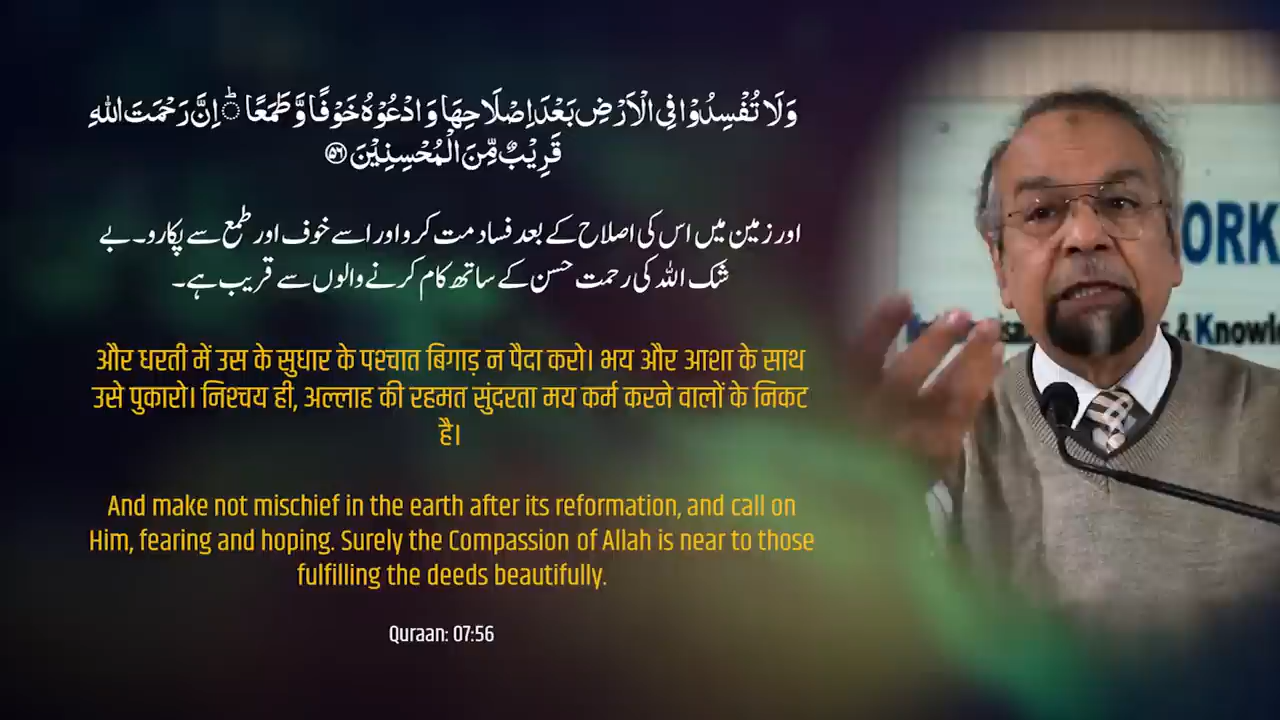 وَلَا تُفْسِدُوْا فِی الْاَرْضِ بَعْدَ اِصْلَاحِهَا وَ ادْعُوْهُ خَوْفًا وَّ طَمَعًا ؕ اِنَّ رَحْمَتَ اللّٰهِ
قَرِیْبٌ مِّنَ الْمُحْسِنِیْنَ ﴿۵۶﴾
اور زمین میں اس کی اصلاح کے بعد فساد مت کرو اور اسے خوف اور طمع سے پکارو۔ بے
شک اللہ کی رحمت حسن کے ساتھ کام کرنے والوں سے قریب ہے۔
और धरती में उस के सुधार के पश्चात बिगाड़ न पैदा करो। भय और आशा के साथ
उसे पुकारो। निश्चय ही, अल्लाह की रहमत सुंदरता मय कर्म करने वालों के निकट
है।
And make not mischief in the earth after its reformation, and call on
Him, fearing and hoping. Surely the Compassion of Allah is near to those
fulfilling the deeds beautifully.
Quraan: 07:56
ORK
& Knowl